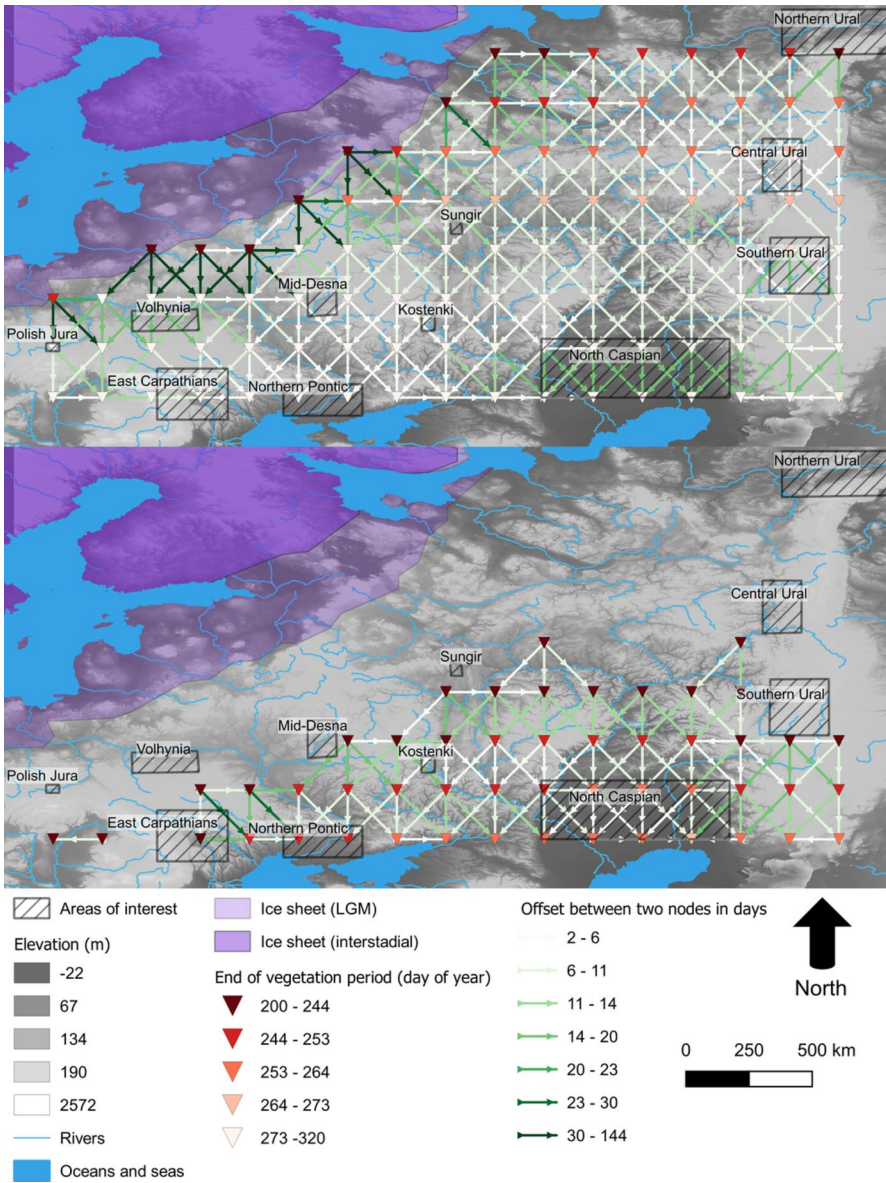 Northern Ural
Central Ural
Sungir
Southern Ural
Mid-Desna
Volhynia
Kostenki
Polish Jura
North Caspian
East Carpathians
Northern Pontic
Northern Ural
Central Ural
Sungir
Southern Ural
Mid-Desna
Volhynia
Kostenki
Polish Jura
North Caspian
East Carpathians
Northern Pontic
Areas of interest
Elevation (m)
-22
67
134
190
2572
Rivers
Oceans and seas
Ice sheet (LGM)
Ice sheet (interstadial)
End of vegetation period (day of year)
200 - 244
244 - 253
253 - 264
264 - 273
273 -320
Offset between two nodes in days
2 - 6
6 - 11
11 - 14
14 - 20
20 - 23
23 - 30
30 - 144
North
0 250 500 km